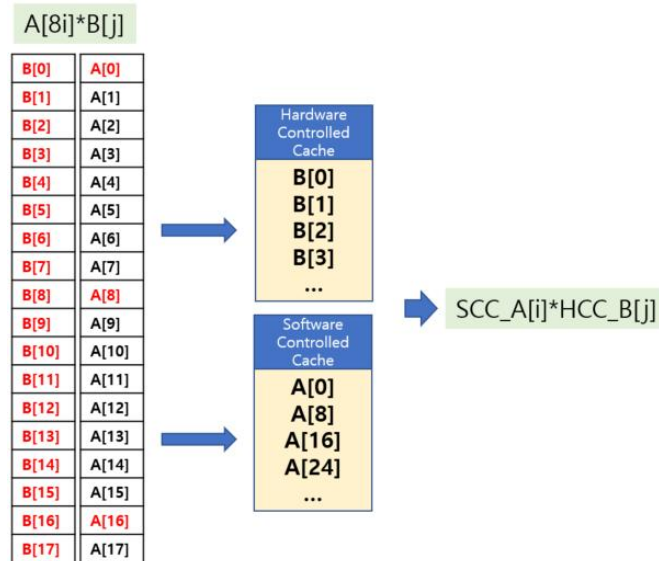 A[8i]*B[j]
B[0] A[0]
B[1] A[1]
B[2] A[2]
B[3] A[3]
B[4] A[4]
B[5] A[5]
B[6] A[6]
B[7] A[7]
B[8] A[8]
B[9] A[9]
B[10] A[10]
B[11] A[11]
B[12] A[12]
B[13] A[13]
B[14] A[14]
B[15] A[15]
B[16] A[16]
B[17] A[17]
Hardware
Controlled
Cache
B[0]
B[1]
B[2]
B[3]
...
Software
Controlled
Cache
A[0]
A[8]
A[16]
A[24]
...
SCC_A[i]*HCC_B[j]